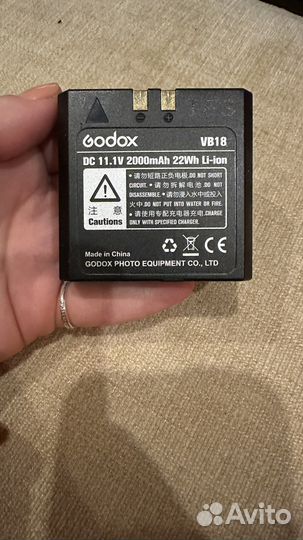 Godox
VB18
DC 11.1V 2000mAh 22Wh Li-ion
注 意
Cautions
·请勿短路正负电池。DO NOT SHORT
CIRCUIT.
·请勿拆解电池。DO NOT DISASSEMBLE.
·请勿浸入水中或投入
火中。DO NOT IMMERSE
INTO WATER OR FIRE.
·请使用专配充电器充电。
CHARGE WITH SPECIFIED
CHARGER ONLY.
Made in China
GODOX PHOTO EQUIPMENT CO., LTD
Avito